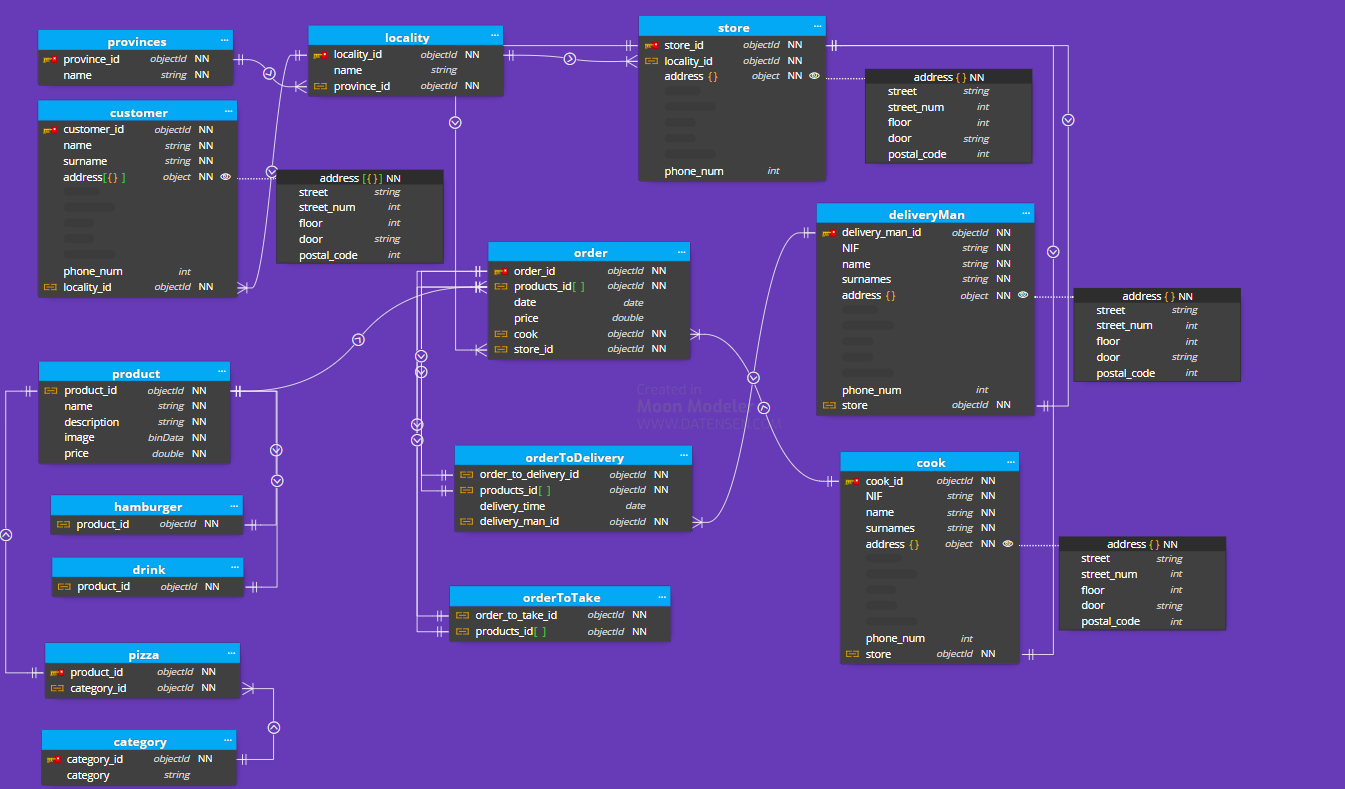 provinces ...
province_id objectId NN
name string NN
customer ...
customer_id objectId NN
name string NN
surname string NN
address[{} ] object NN
phone_num int
locality_id objectId NN
address [{}] NN
street string
street_num int
floor int
door string
postal_code int
locality ...
locality_id objectId NN
name string
province_id objectId NN
store ...
store_id objectId NN
locality_id objectId NN
address {} object NN
phone_num int
address {} NN
street string
street_num int
floor int
door string
postal_code int
order ...
order_id objectId NN
products_id[ ] objectId NN
date date
price double
cook objectId NN
store_id objectId NN
deliveryMan ...
delivery_man_id objectId NN
NIF string NN
name string NN
surnames string NN
address {} object NN
phone_num int
store objectId NN
address {} NN
street string
street_num int
floor int
door string
postal_code int
product ...
product_id objectId NN
name string NN
description string NN
image binData NN
price double NN
Created in
Moon Modeler
WWW.DATENSEN.COM
orderToDelivery ...
order_to_delivery_id objectId NN
products_id[ ] objectId NN
delivery_time date
delivery_man_id objectId NN
cook ...
cook_id objectId NN
NIF string NN
name string NN
surnames string NN
address {} object NN
phone_num int
store objectId NN
address {} NN
street string
street_num int
floor int
door string
postal_code int
hamburger ...
product_id objectId NN
drink ...
product_id objectId NN
orderToTake ...
order_to_take_id objectId NN
products_id[ ] objectId NN
pizza ...
product_id objectId NN
category_id objectId NN
category ...
category_id objectId NN
category string